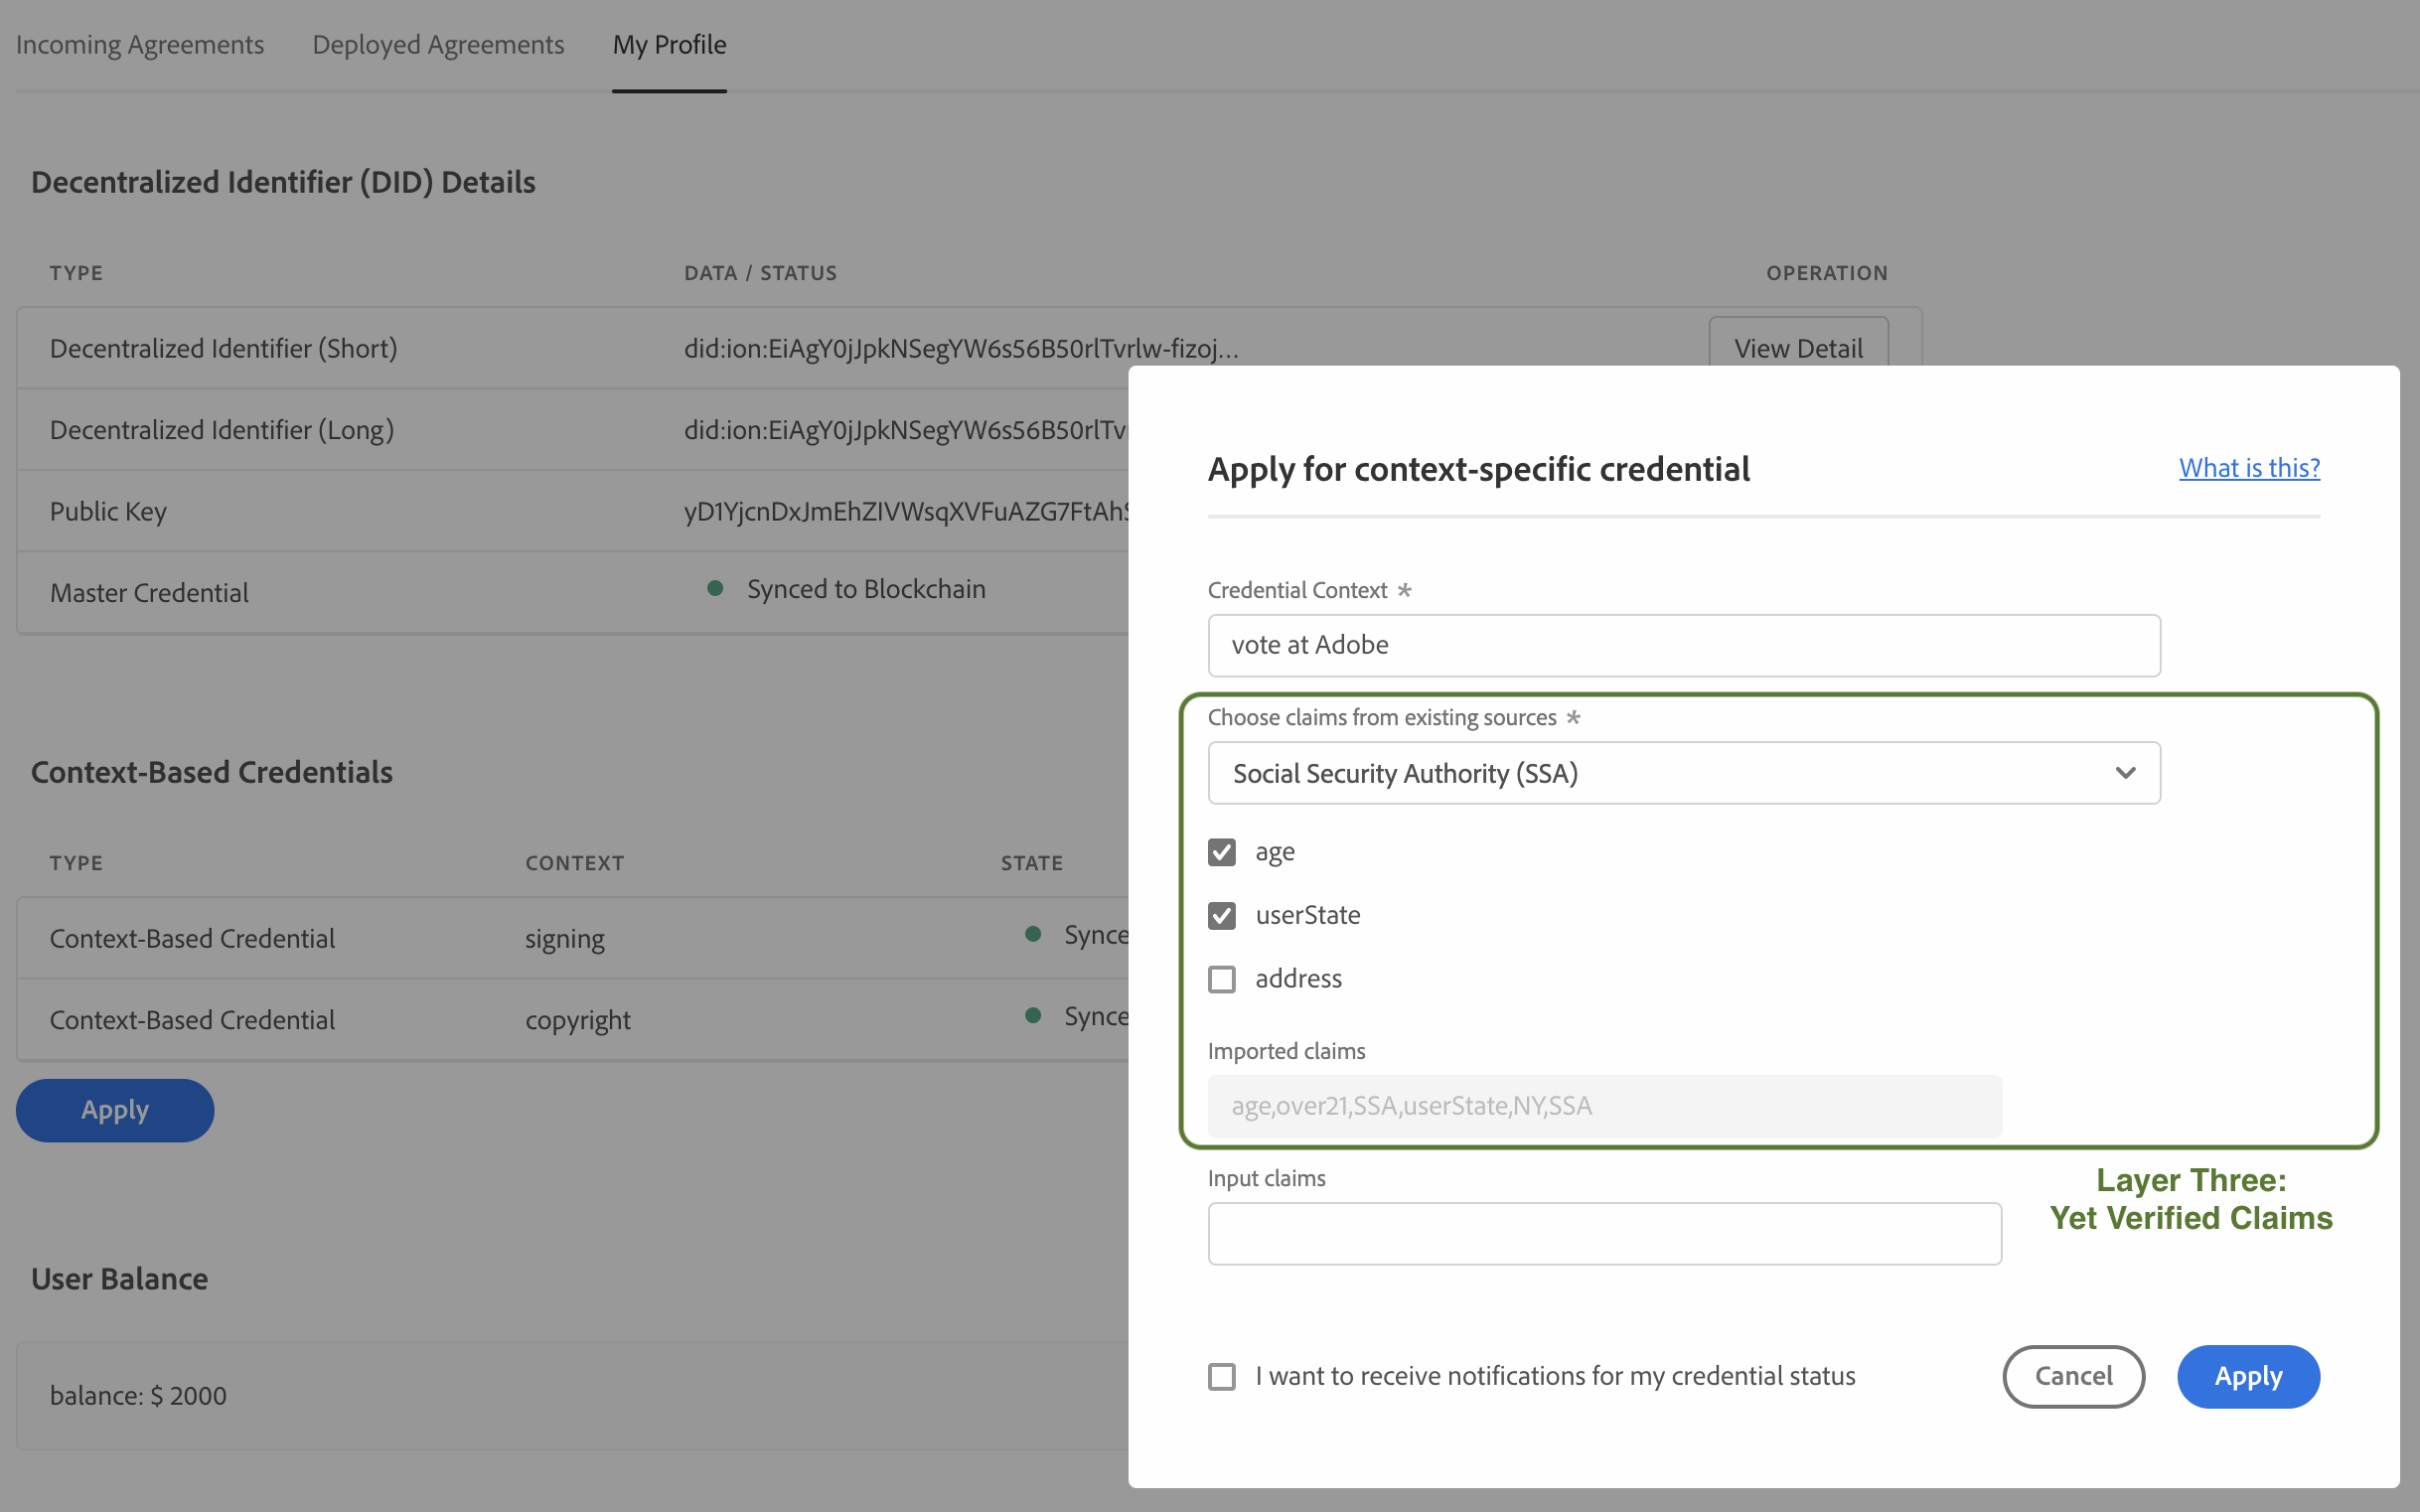 Incoming Agreements Deployed Agreements My Profile
Decentralized Identifier (DID) Details
TYPE DATA / STATUS OPERATION
Decentralized Identifier (Short) did:ion:EiAgY0jJpkNSegYW6s56B50rlTvrlw-fizoj... View Detail
Decentralized Identifier (Long) did:ion:EiAgY0jJpkNSegYW6s56B50rlTv
Public Key yD1YjcnDxJmEhZIVWsqXVFuAZG7FtAhS
Master Credential Synced to Blockchain
Context-Based Credentials
TYPE CONTEXT STATE
Context-Based Credential signing Synce
Context-Based Credential copyright Synce
Apply
User Balance
balance: $ 2000
Apply for context-specific credential What is this?
Credential Context *
vote at Adobe
Choose claims from existing sources *
Social Security Authority (SSA)
age
userState
address
Imported claims
age,over21,SSA,userState,NY,SSA
Input claims
Layer Three:
Yet Verified Claims
I want to receive notifications for my credential status Cancel Apply